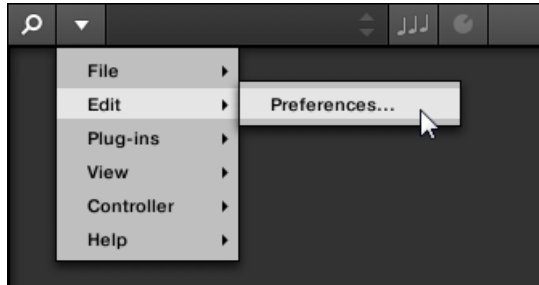 File
Edit
Preferences...
Plug-ins
View
Controller
Help